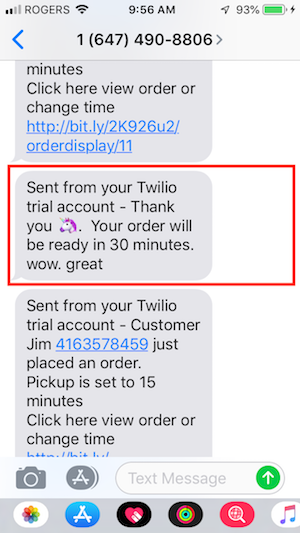 ROGERS 9:56 AM 93%
1 (647) 490-8806
minutes
Click here view order or
change time
http://bit.ly/2K926u2/
orderdisplay/11
Sent from your Twilio
trial account - Thank
you 🦄. Your order will
be ready in 30 minutes.
wow. great
Sent from your Twilio
trial account - Customer
Jim 4163578459 just
placed an order.
Pickup is set to 15
minutes
Click here view order or
change time
http://bit.ly/
Text Message